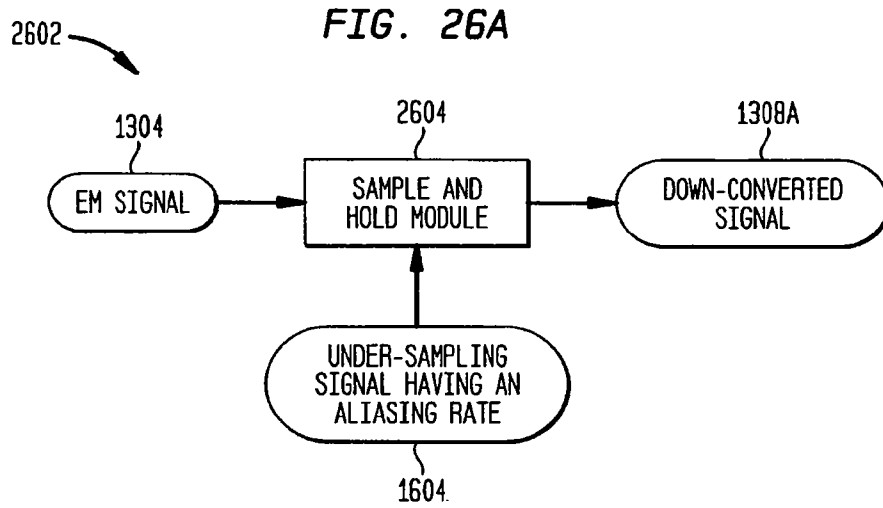 FIG. 26A
2602
1304
2604
1308A
EM SIGNAL
SAMPLE AND
HOLD MODULE
DOWN-CONVERTED
SIGNAL
UNDER-SAMPLING
SIGNAL HAVING AN
ALIASING RATE
1604